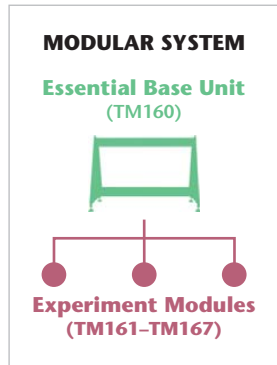 MODULAR SYSTEM
Essential Base Unit
(TM160)
Experiment Modules
(TM161–TM167)